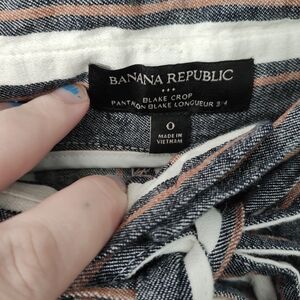 BANANA REPUBLIC
BLAKE CROP
PANTALON BLAKE LONGUEUR 3/4
0
MADE IN
VIETNAM